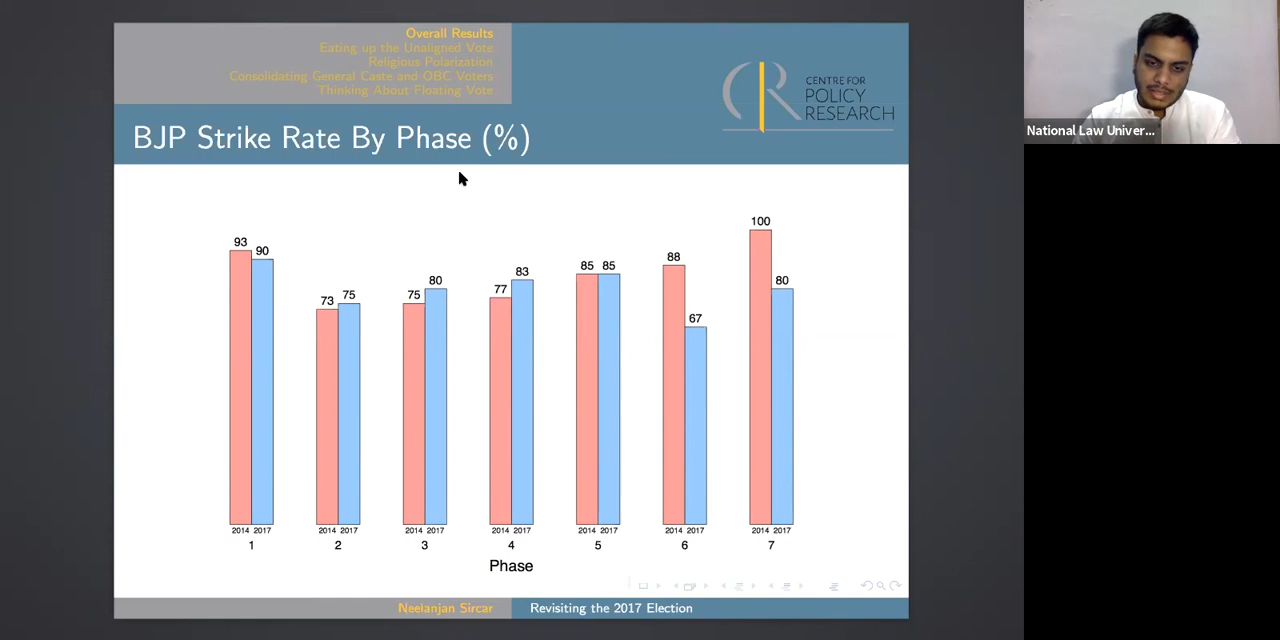 Overall Results
Eating up the Unaligned Vote
Religious Polarization
Consolidating General Caste and OBC Voters
Thinking About Floating Vote
CENTRE FOR
POLICY
RESEARCH
BJP Strike Rate By Phase (%)
National Law Univer...
93 90 73 75 75 80 77 83 85 85 88 67 100 80
2014 2017 2014 2017 2014 2017 2014 2017 2014 2017 2014 2017 2014 2017
1 2 3 4 5 6 7
Phase
Neelanjan Sircar Revisiting the 2017 Election